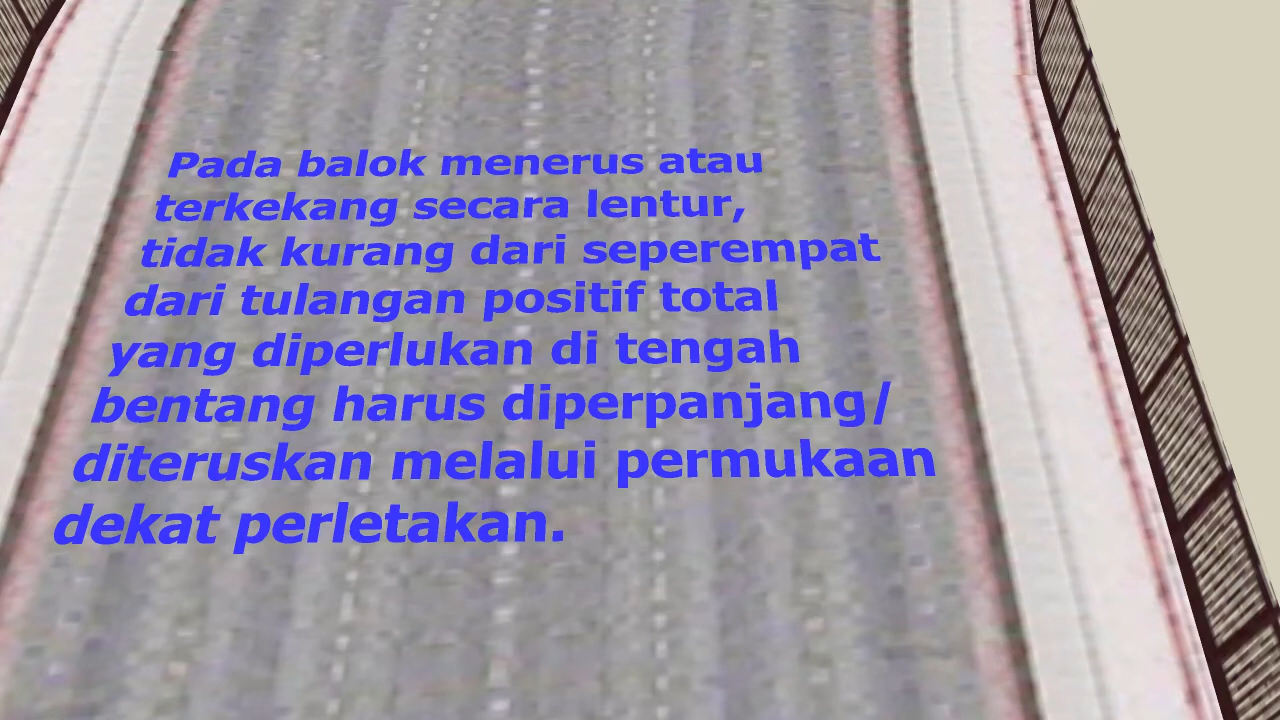 Pada balok menerus atau
terkekang secara lentur,
tidak kurang dari seperempat
dari tulangan positif total
yang diperlukan di tengah
bentang harus diperpanjang/
diteruskan melalui permukaan
dekat perletakan.